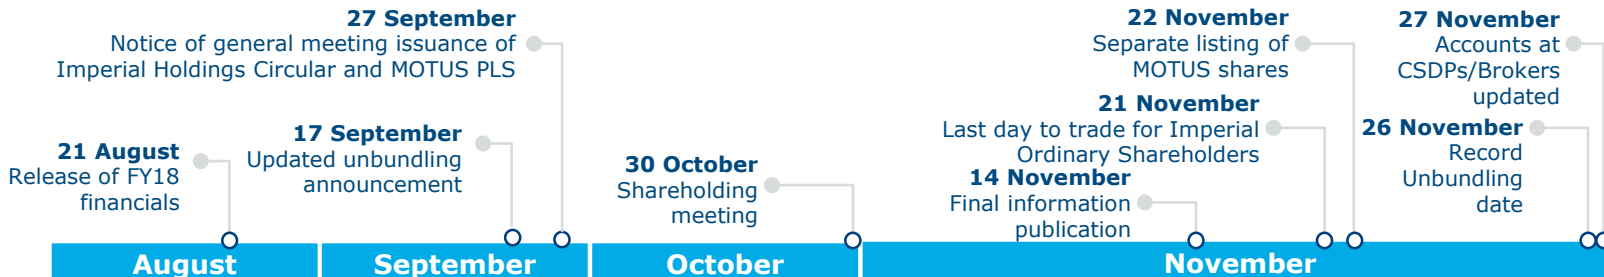 27 September
Notice of general meeting issuance of
Imperial Holdings Circular and MOTUS PLS
21 August
Release of FY18
financials
17 September
Updated unbundling
announcement
30 October
Shareholding
meeting
22 November
Separate listing of
MOTUS shares
21 November
Last day to trade for Imperial
Ordinary Shareholders
14 November
Final information
publication
27 November
Accounts at
CSDPs/Brokers
updated
26 November
Record
Unbundling
date
August
September
October
November